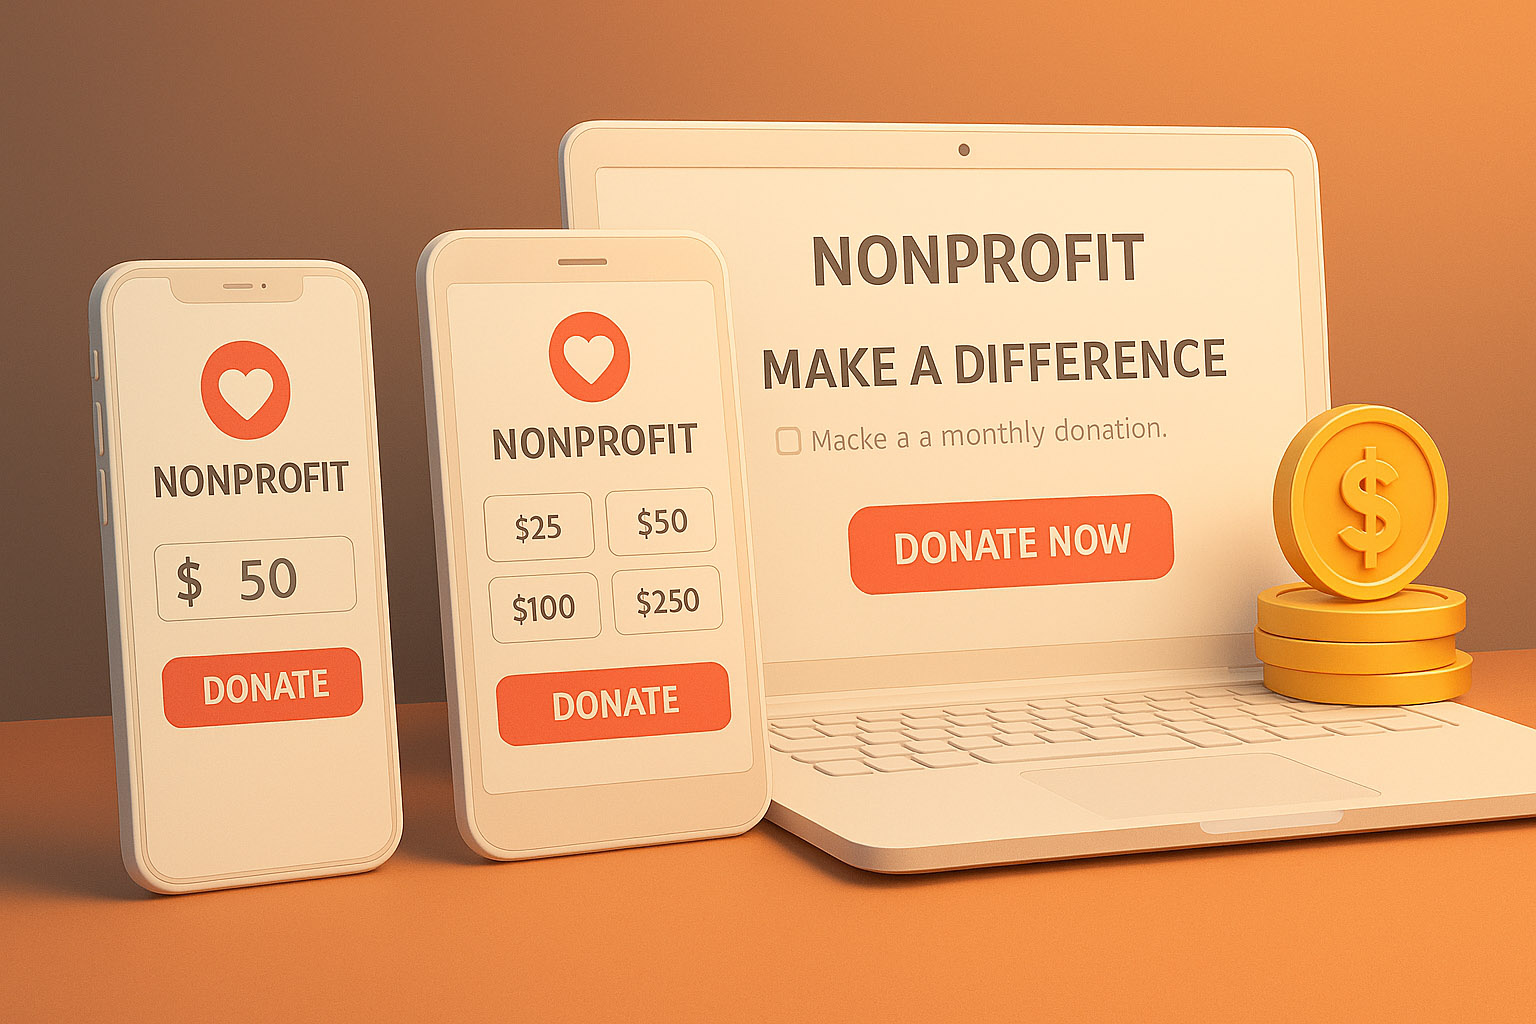 NONPROFIT
$ 50
DONATE
NONPROFIT
$25 $50
$100 $250
DONATE
NONPROFIT
MAKE A DIFFERENCE
Macke a a monthly donation.
DONATE NOW
$